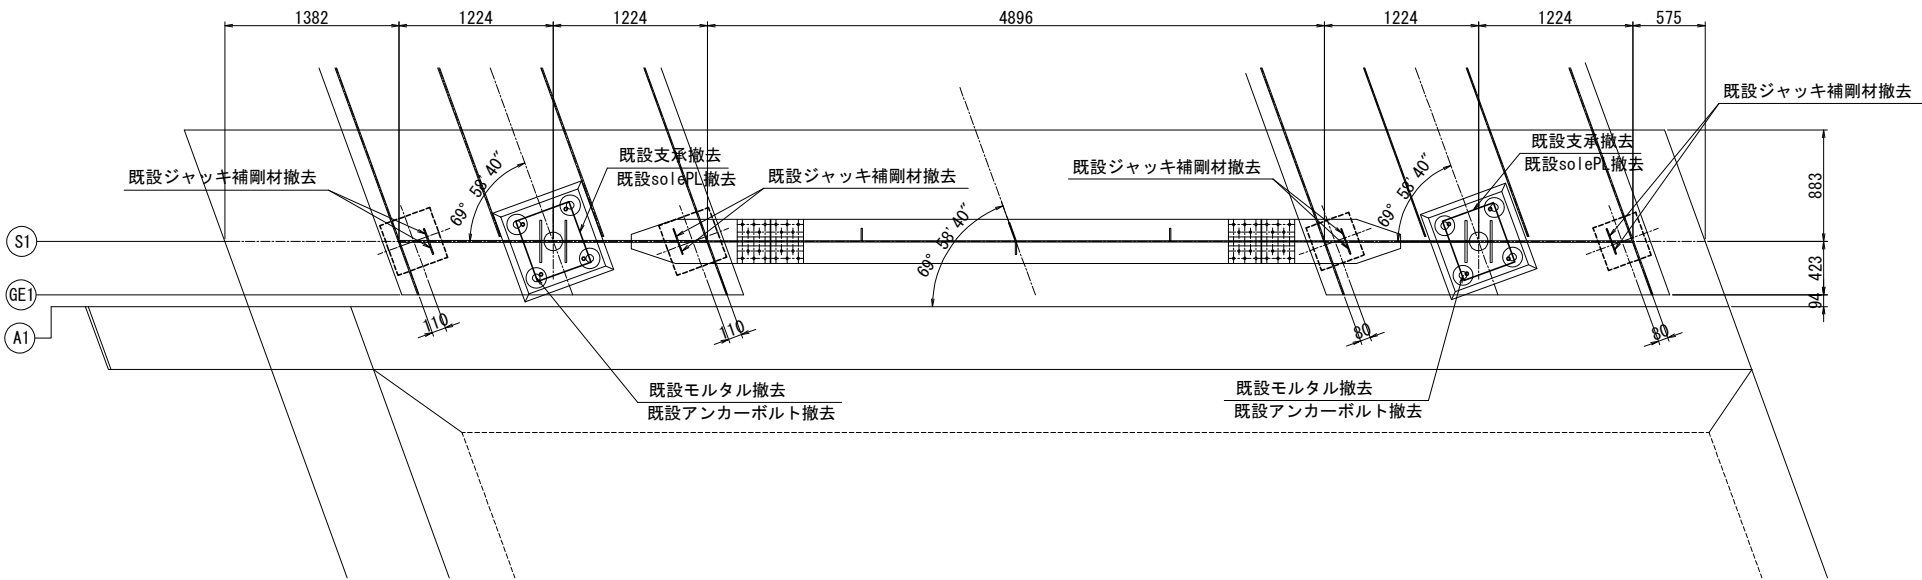 1382
1224
1224
4896
1224
1224
575
既設ジャッキ補剛材撤去
既設支承撤去
既設solePL撤去
既設ジャッキ補剛材撤去
既設ジャッキ補剛材撤去
既設ジャッキ補剛材撤去
既設支承撤去
既設solePL撤去
69° 58′ 40″
69° 58′ 40″
69° 58′ 40″
883
423
94
S1
GE1
A1
110
110
80
80
既設モルタル撤去
既設アンカーボルト撤去
既設モルタル撤去
既設アンカーボルト撤去